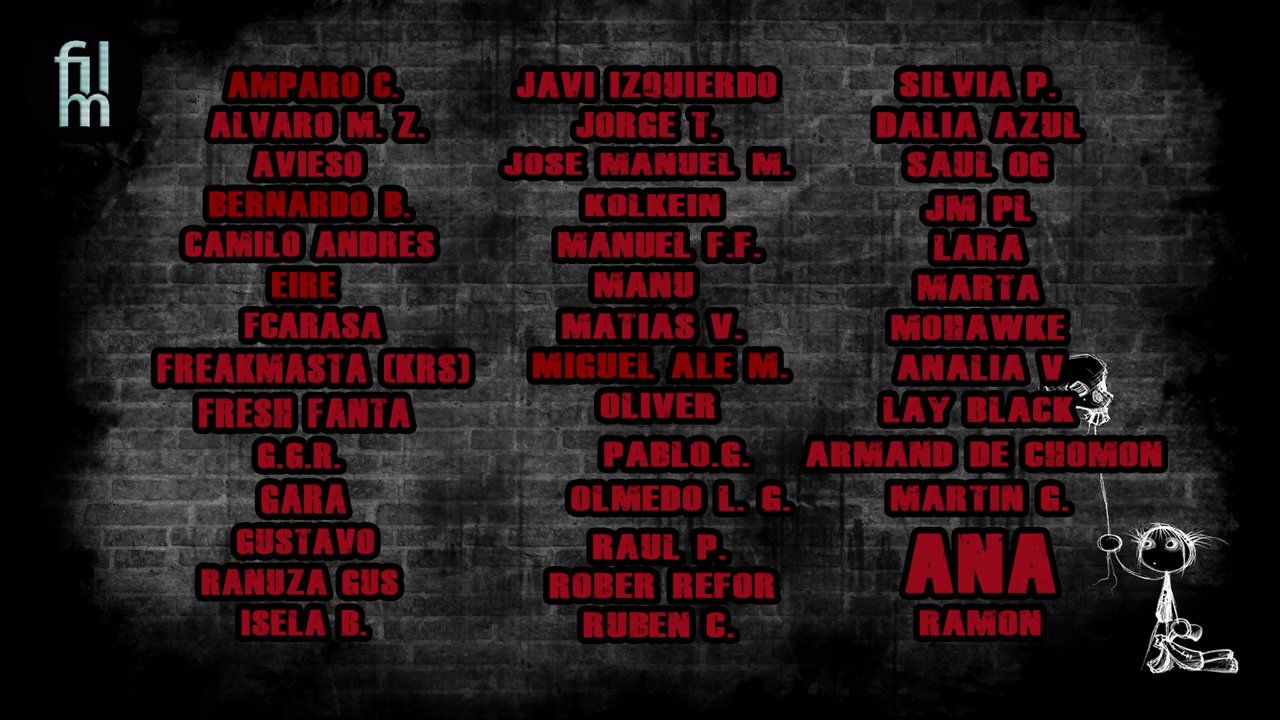 film
AMPARO C.
ALVARO M. Z.
AVIESO
BERNARDO B.
CAMILO ANDRES
EIRE
FCARASA
FREAKMASTA (KRS)
FRESH FANTA
G.G.R.
GARA
GUSTAVO
RANUZA GUS
ISELA B.
JAVI IZQUIERDO
JORGE T.
JOSE MANUEL M.
KOLKEIN
MANUEL F.F.
MANU
MATIAS V.
MIGUEL ALE M.
OLIVER
PABLO.G.
OLMEDO L. G.
RAUL P.
ROBER REFOR
RUBEN C.
SILVIA P.
DALIA AZUL
SAUL OG
JM PL
LARA
MARTA
MOHAWKE
ANALIA V
LAY BLACK
ARMAND DE CHOMON
MARTIN G.
ANA
RAMON